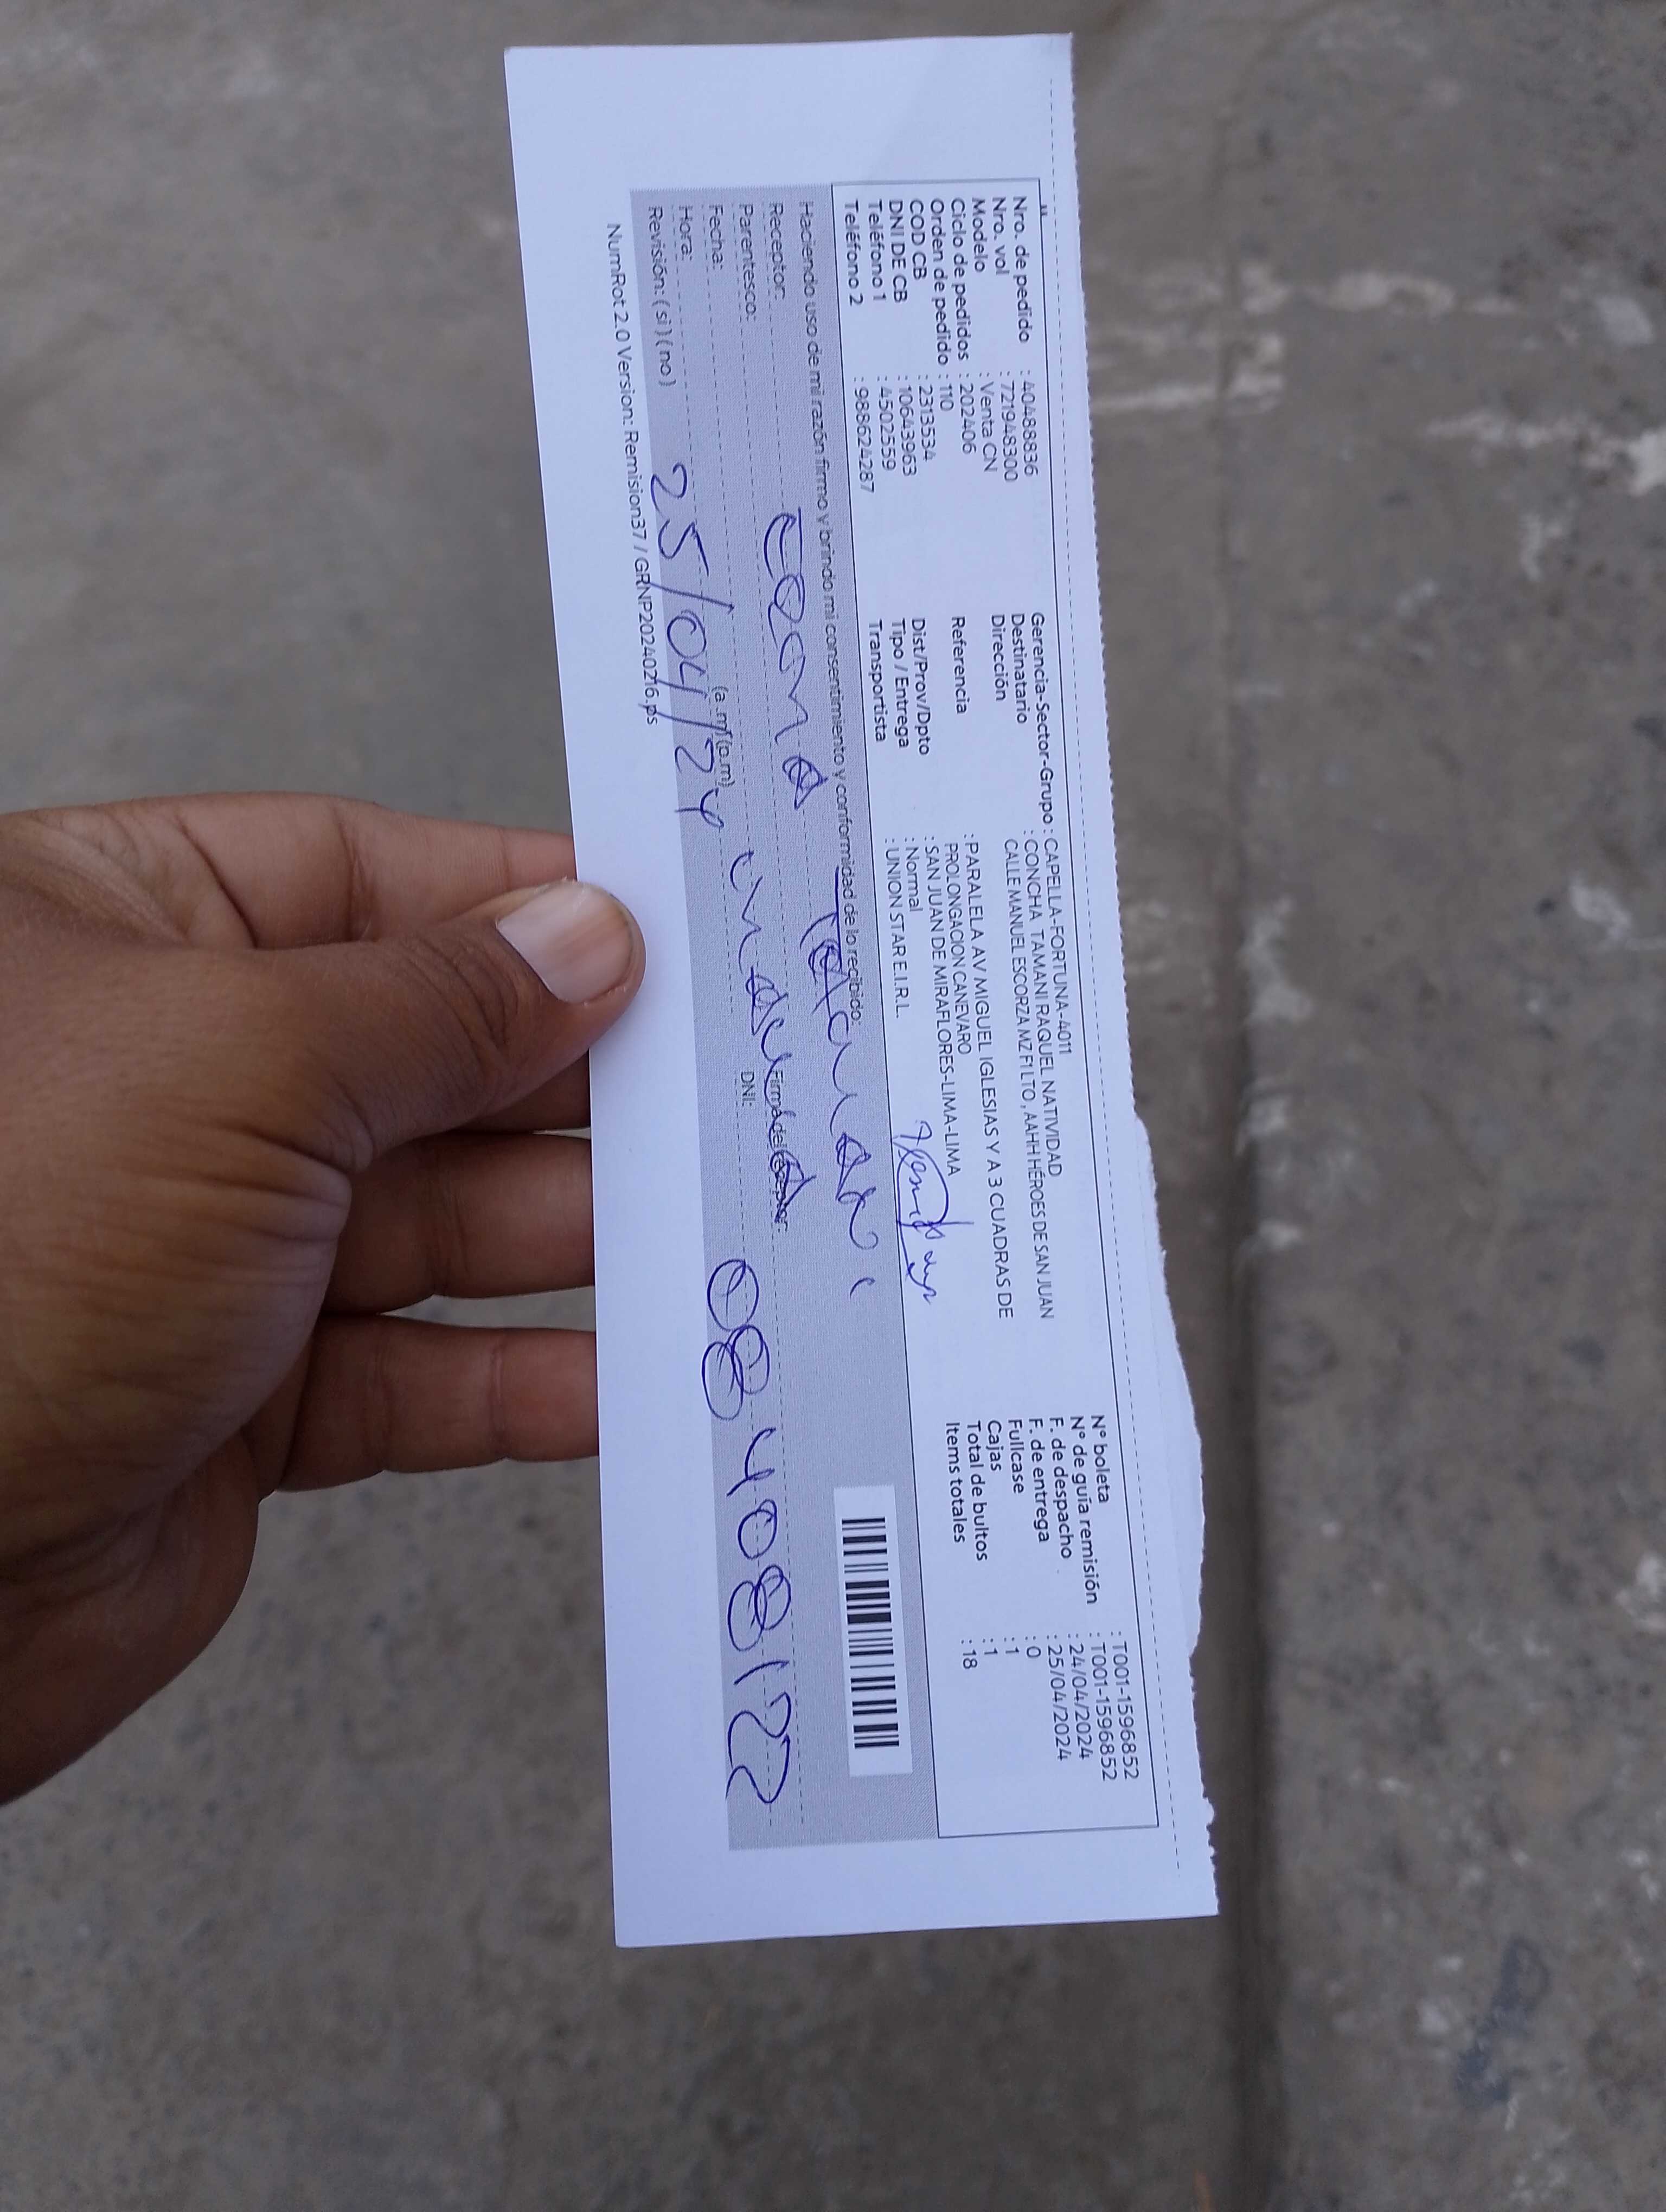 Nro. de pedido : 40488836
Nro. vol : 721948300
Modelo : Venta CN
Ciclo de pedidos : 202406
Orden de pedido : 110
COD CB : 2313534
DNI DE CB : 10643963
Teléfono 1 : 4502559
Teléfono 2 : 988624287
Gerencia-Sector-Grupo : CAPELLA-FORTUNA-4011
Destinatario : CONCHA TAMANI RAQUEL NATIVIDAD
Dirección CALLE MANUEL ESCORZA MZ F1 LTO , AAHH HÉROES DE SAN JUAN
Referencia : PARALELA AV MIGUEL IGLESIAS Y A 3 CUADRAS DE
PROLONGACION CANEVARO
Dist/Prov/Dpto : SAN JUAN DE MIRAFLORES-LIMA-LIMA
Tipo / Entrega : Normal
Transportista : UNION STAR E.I.R.L.
N° boleta : T001-1596852
N° de guía remisión : T001-1596852
F. de despacho : 24/04/2024
F. de entrega : 25/04/2024
Fullcase : 0
Cajas : 1
Total de bultos : 1
Items totales : 18
Haciendo uso de mi razón firmo y brindo mi consentimiento y conformidad de lo recibido:
Receptor:
Parentesco: Firma del receptor:
Fecha: DNI: 08408122
Hora: (a.m) (p.m)
Revisión: ( si ) ( no ) 25/04/24
NumRot 2.0 Version: Remision37 / GRNP20240216.ps